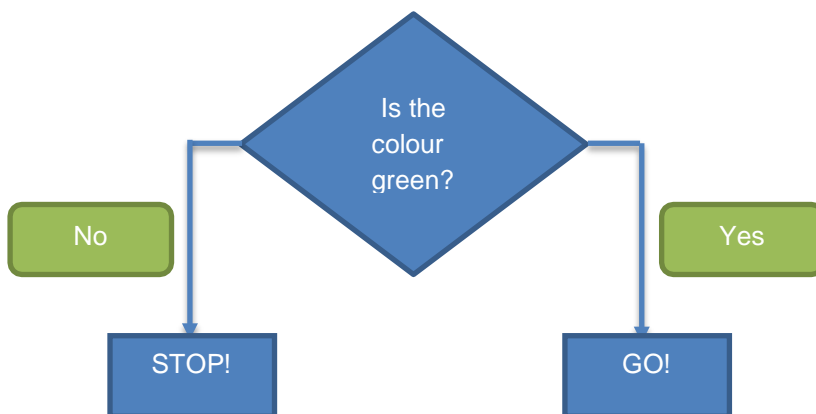 Is the
colour
green?
No
Yes
STOP!
GO!